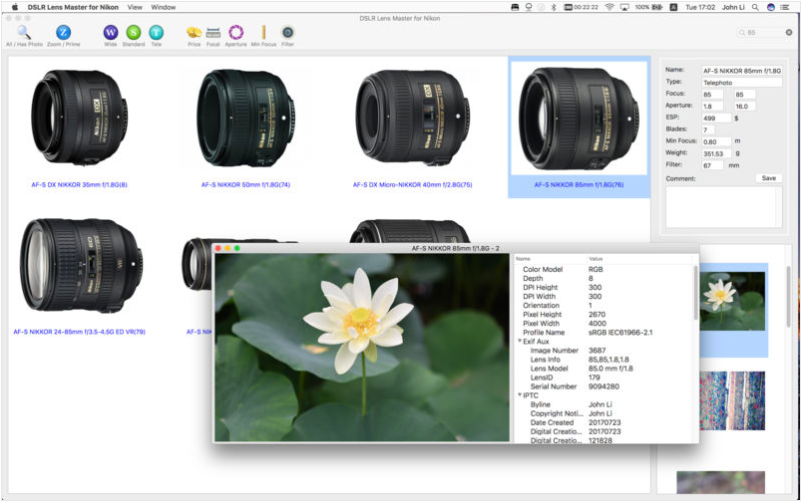 DSLR Lens Master for Nikon View Window 00:22:22 100% Tue 17:02 John Li
DSLR Lens Master for Nikon
All / Has Photo Zoom / Prime Wide Standard Tele Price Focal Aperture Min Focus Filter
Z W S T
85
AF-S DX NIKKOR 35mm f/1.8G(8)
AF-S NIKKOR 50mm f/1.8G(74)
AF-S DX Micro-NIKKOR 40mm f/2.8G(75)
AF-S NIKKOR 85mm f/1.8G(76)
AF-S NIKKOR 24-85mm f/3.5-4.5G ED VR(79)
AF-S NI
Name: AF-S NIKKOR 85mm f/1.8G
Type: Telephoto
Focus: 85 85
Aperture: 1.8 16.0
ESP: 499 $
Blades: 7
Min Focus: 0.80 m
Weight: 351.53 g
Filter: 67 mm
Comment: Save
AF-S NIKKOR 85mm f/1.8G - 2
Name Value
Color Model RGB
Depth 8
DPI Height 300
DPI Width 300
Orientation 1
Pixel Height 2670
Pixel Width 4000
Profile Name sRGB IEC61966-2.1
Exif Aux
Image Number 3687
Lens Info 85,85,1.8,1.8
Lens Model 85.0 mm f/1.8
LensID 179
Serial Number 9094280
IPTC
Byline John Li
Copyright Noti... John Li
Date Created 20170723
Digital Creatio... 20170723
Digital Creatio... 121828